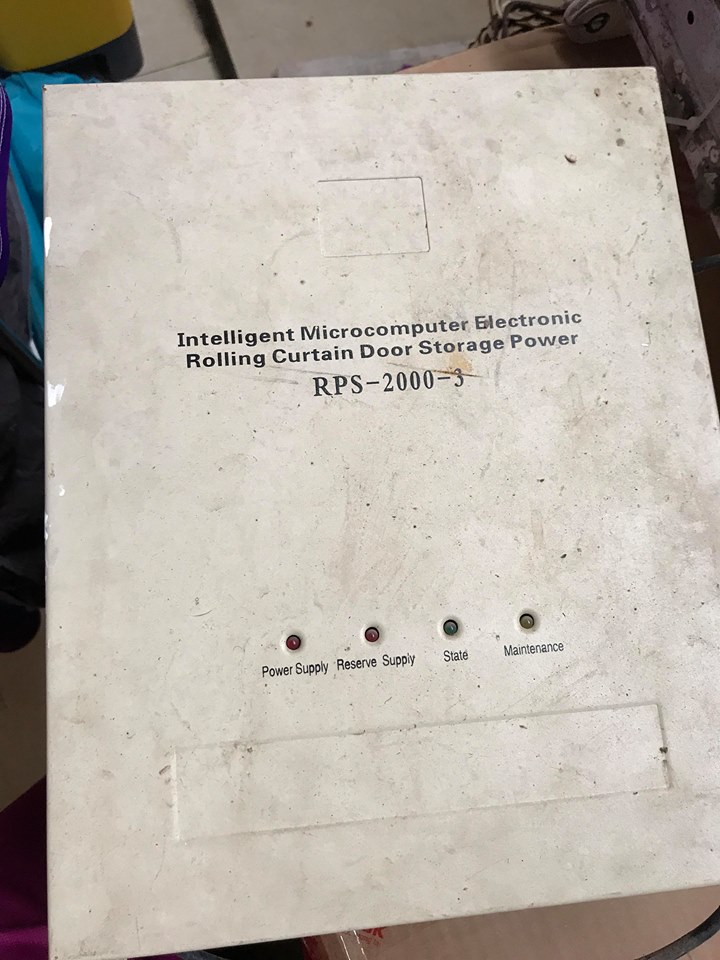 Intelligent Microcomputer Electronic
Rolling Curtain Door Storage Power
RPS-2000-3
Power Supply Reserve Supply State Maintenance